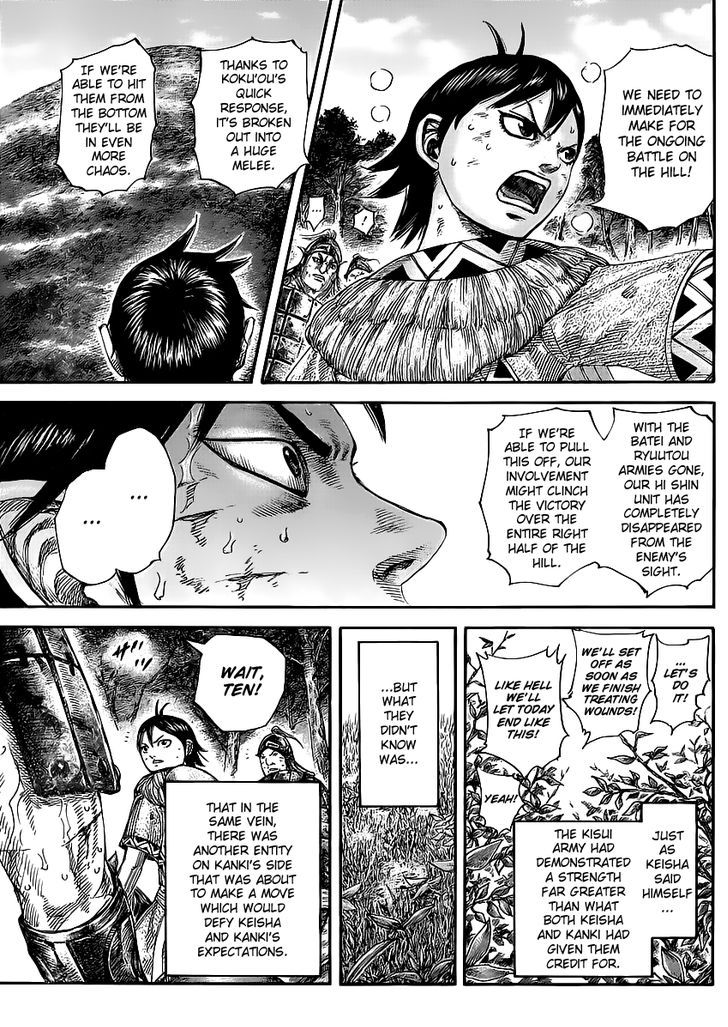 WE NEED TO
IMMEDIATELY
MAKE FOR
THE ONGOING
BATTLE ON
THE HILL!
...
THANKS TO
KOKU'OU'S
QUICK
RESPONSE,
IT'S BROKEN
OUT INTO
A HUGE
MELEE.
IF WE'RE
ABLE TO HIT
THEM FROM
THE BOTTOM
THEY'LL BE
IN EVEN
MORE
CHAOS.
WITH THE
BATEI AND
RYUUTOU
ARMIES GONE,
OUR HI SHIN
UNIT HAS
COMPLETELY
DISAPPEARED
FROM THE
ENEMY'S
SIGHT.
IF WE'RE
ABLE TO PULL
THIS OFF, OUR
INVOLVEMENT
MIGHT CLINCH
THE VICTORY
OVER THE
ENTIRE RIGHT
HALF OF THE
HILL.
...
...
...
LET'S
DO IT!
WE'LL SET
OFF AS
SOON AS
WE FINISH
TREATING
WOUNDS!
LIKE HELL
WE'LL
LET TODAY
END LIKE
THIS!
YEAH!
JUST
AS
KEISHA
SAID
HIMSELF
...
THE KISUI
ARMY HAD
DEMONSTRATED
A STRENGTH
FAR GREATER
THAN WHAT
BOTH KEISHA
AND KANKI HAD
GIVEN THEM
CREDIT FOR.
...BUT
WHAT
THEY
DIDN'T
KNOW
WAS...
WAIT,
TEN!
ザッ
THAT IN THE
SAME VEIN,
THERE WAS
ANOTHER ENTITY
ON KANKI'S SIDE
THAT WAS ABOUT
TO MAKE A MOVE
WHICH WOULD
DEFY KEISHA
AND KANKI'S
EXPECTATIONS.